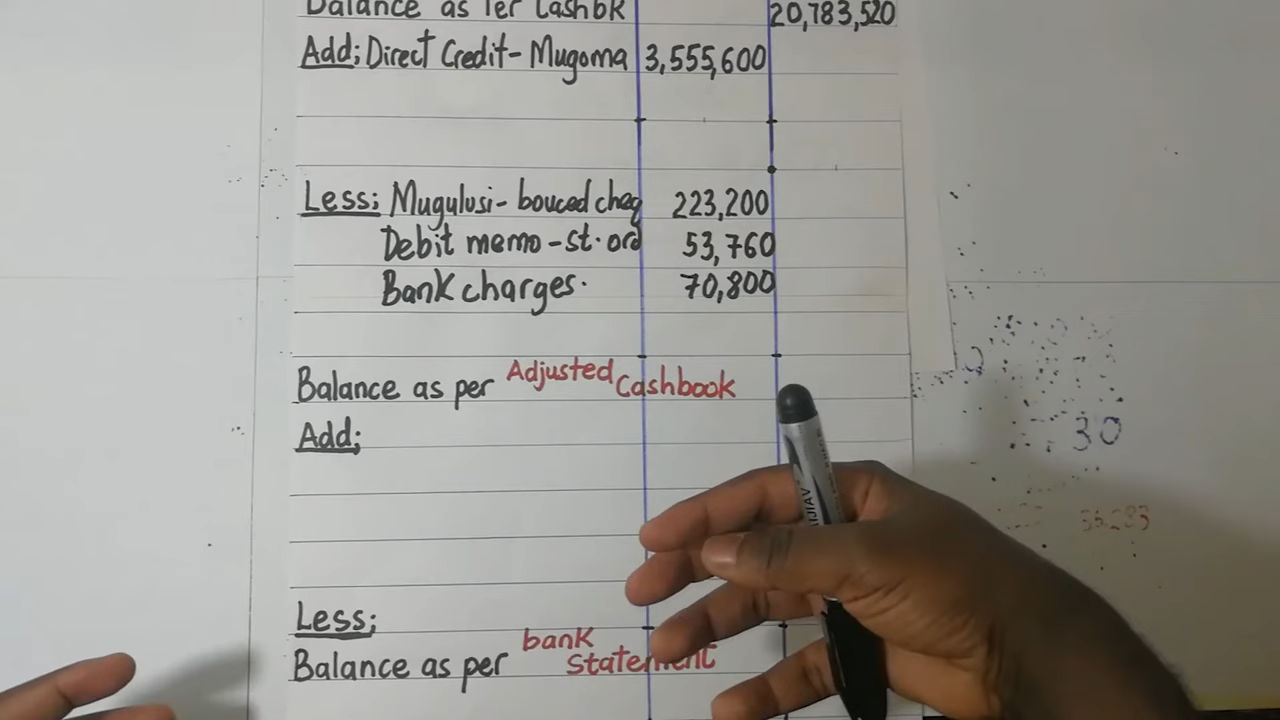 Balance as Per Cashbk 20,783,520
Add; Direct Credit- Mugoma 3,555,600
Less; Mugulusi- bouced cheq 223,200
Debit memo - st. ord 53,760
Bank charges. 70,800
Balance as per Adjusted Cashbook
Add;
30
Less;
Balance as per bank statement